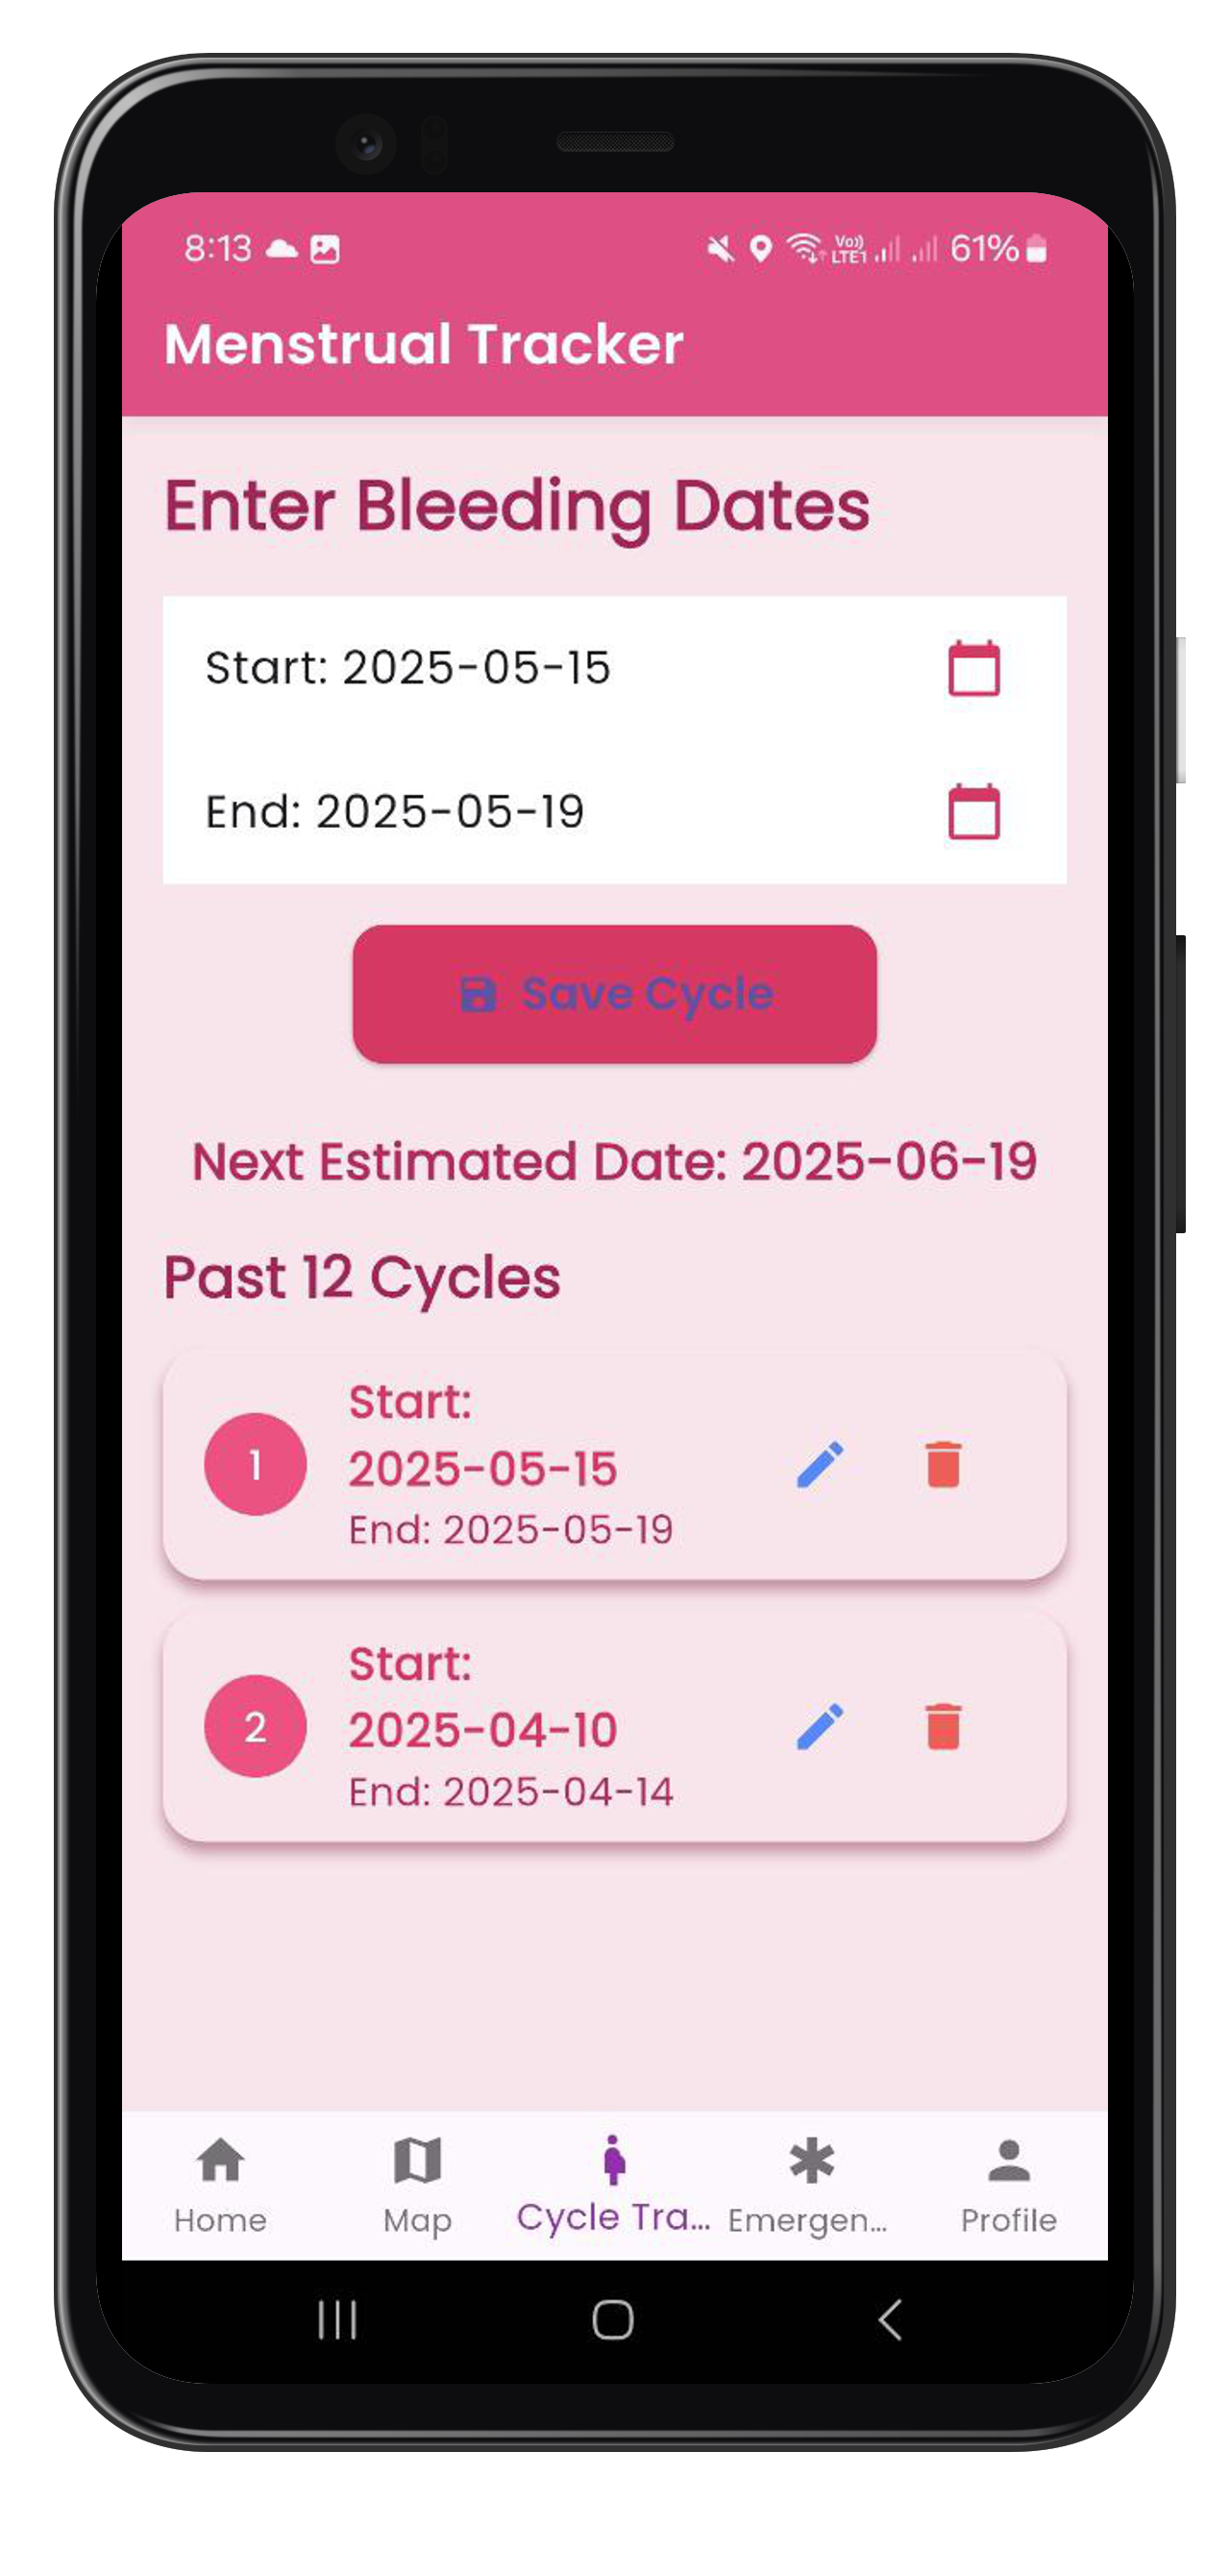 8:13
Vo)) LTE1 61%
Menstrual Tracker
Enter Bleeding Dates
Start: 2025-05-15
End: 2025-05-19
Save Cycle
Next Estimated Date: 2025-06-19
Past 12 Cycles
1
Start:
2025-05-15
End: 2025-05-19
2
Start:
2025-04-10
End: 2025-04-14
Home Map Cycle Tra... Emergen... Profile